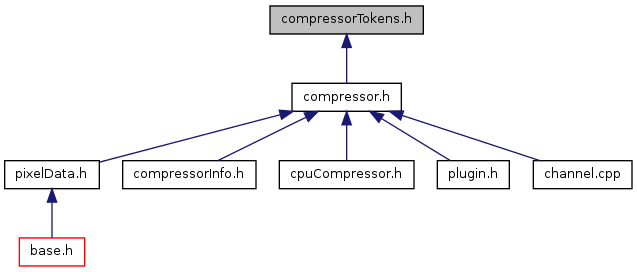 compressorTokens.h
compressor.h
pixelData.h
compressorInfo.h
cpuCompressor.h
plugin.h
channel.cpp
base.h